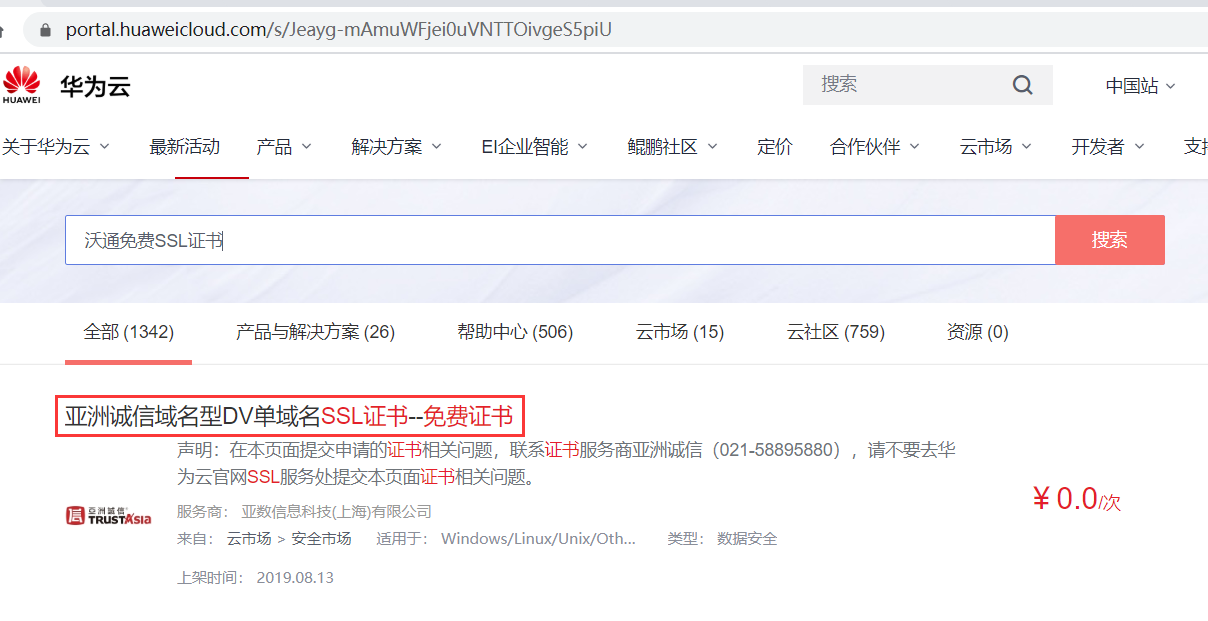 portal.huaweicloud.com/s/Jeayg-mAmuWFjei0uVNTTOivgeS5piU
HUAWEI 华为云 搜索 中国站
关于华为云 最新活动 产品 解决方案 EI企业智能 鲲鹏社区 定价 合作伙伴 云市场 开发者 支持
沃通免费SSL证书 搜索
全部 (1342) 产品与解决方案 (26) 帮助中心 (506) 云市场 (15) 云社区 (759) 资源 (0)
亚洲诚信域名型DV单域名SSL证书--免费证书
声明：在本页面提交申请的证书相关问题，联系证书服务商亚洲诚信（021-58895880），请不要去华
为云官网SSL服务处提交本页面证书相关问题。
¥ 0.0/次
亚洲诚信 TRUSTAsia
服务商： 亚数信息科技(上海)有限公司
来自： 云市场 > 安全市场 适用于： Windows/Linux/Unix/Oth... 类型： 数据安全
上架时间： 2019.08.13